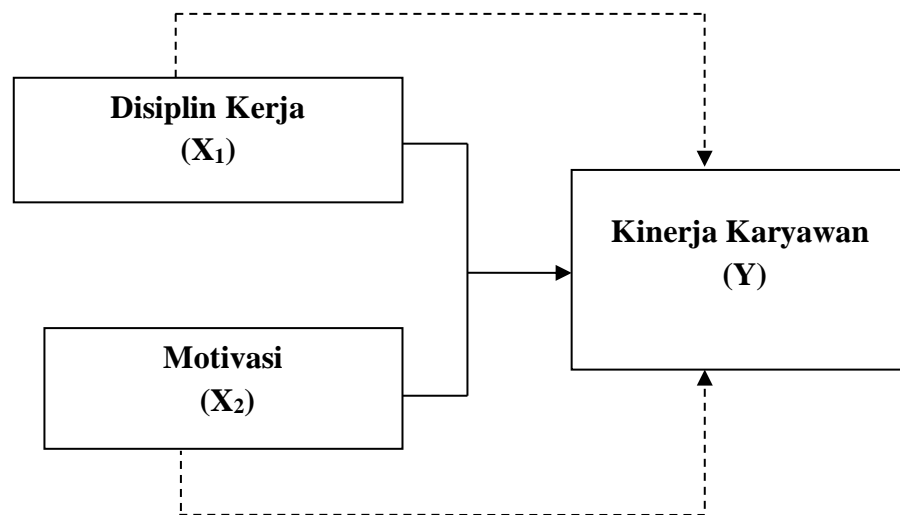 Disiplin Kerja
(X₁)
Kinerja Karyawan
(Y)
Motivasi
(X₂)